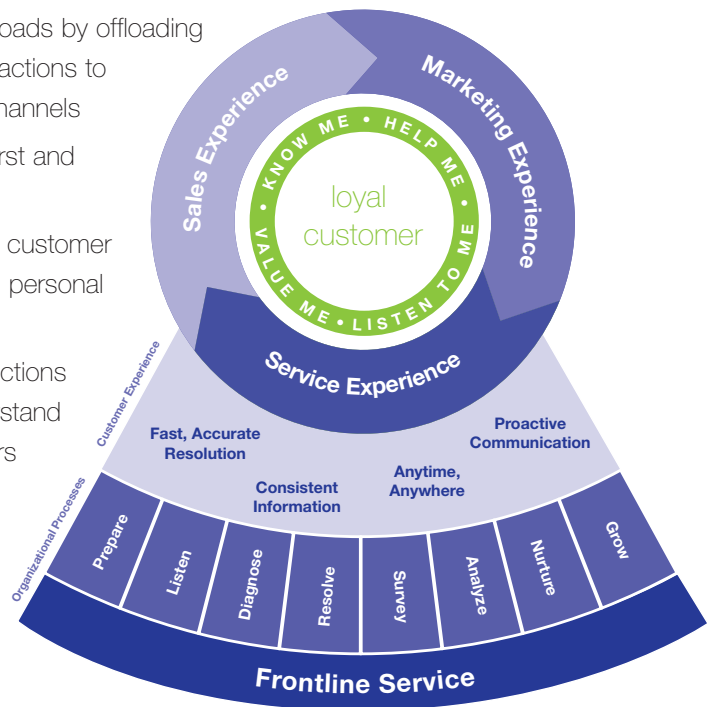 oads by offloading
actions to
hannels
rst and
customer
personal
ctions
stand
rs
Sales Experience
Marketing Experience
Service Experience
KNOW ME • HELP ME • LISTEN TO ME • VALUE ME •
loyal
customer
Customer Experience
Fast, Accurate
Resolution
Consistent
Information
Anytime,
Anywhere
Proactive
Communication
Organizational Processes
Prepare
Listen
Diagnose
Resolve
Survey
Analyze
Nurture
Grow
Frontline Service